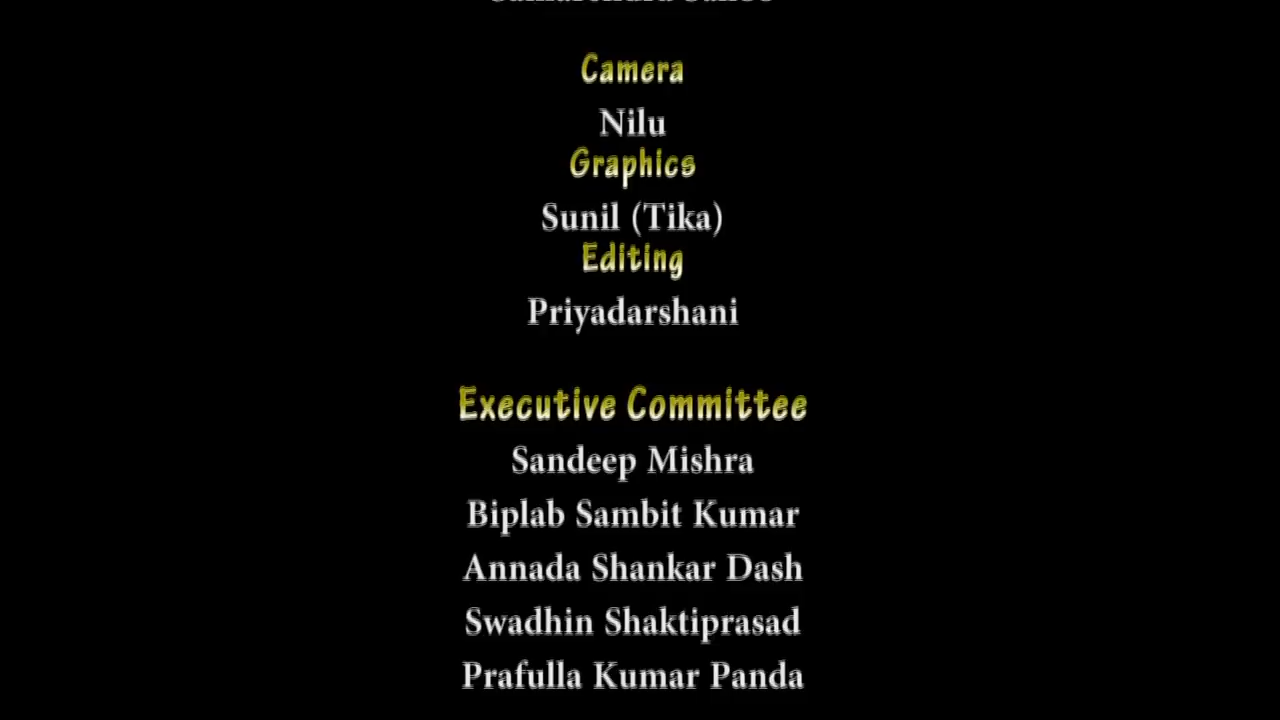 Camera
Nilu
Graphics
Sunil (Tika)
Editing
Priyadarshani
Executive Committee
Sandeep Mishra
Biplab Sambit Kumar
Annada Shankar Dash
Swadhin Shaktiprasad
Prafulla Kumar Panda